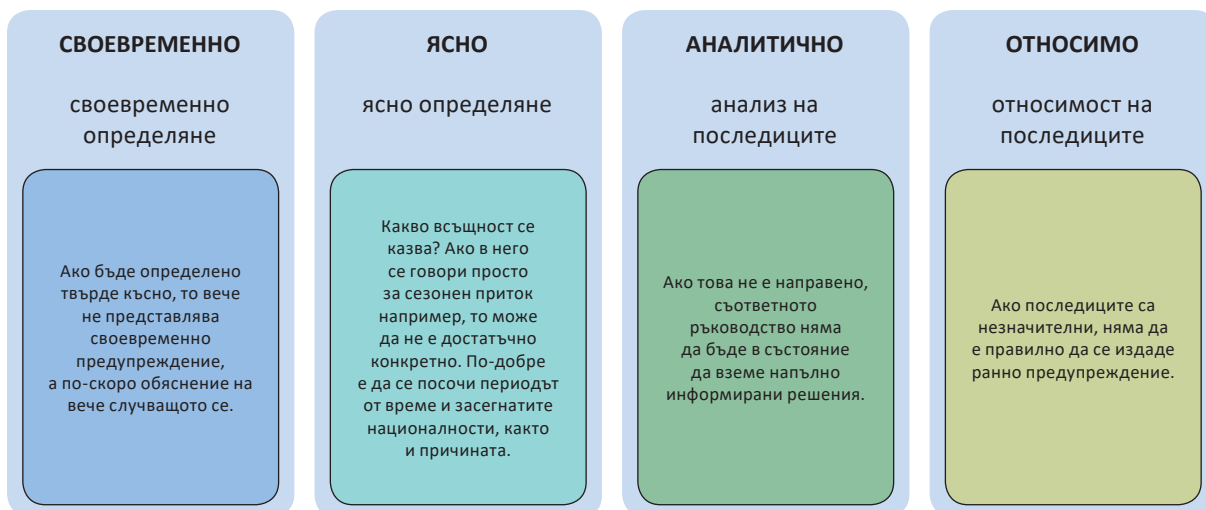 СВОЕВРЕМЕННО
своевременно
определяне
Ако бъде определено
твърде късно, то вече
не представлява
своевременно
предупреждение,
а по-скоро обяснение на
вече случващото се.
ЯСНО
ясно определяне
Какво всъщност се
казва? Ако в него
се говори просто
за сезонен приток
например, то може
да не е достатъчно
конкретно. По-добре
е да се посочи периодът
от време и засегнатите
националности, както
и причината.
АНАЛИТИЧНО
анализ на
последиците
Ако това не е направено,
съответното
ръководство няма
да бъде в състояние
да вземе напълно
информирани решения.
ОТНОСИМО
относимост на
последиците
Ако последиците са
незначителни, няма да
е правилно да се издаде
ранно предупреждение.